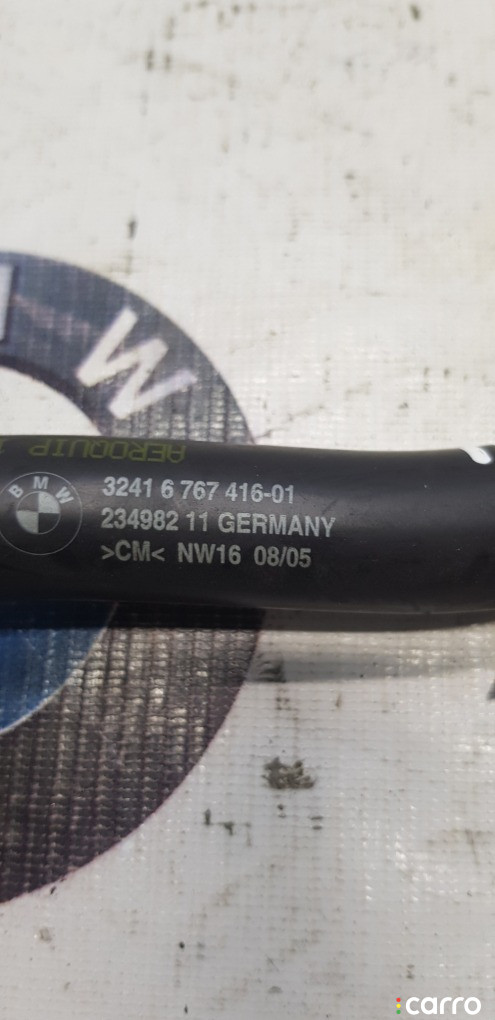 W
AEROQUIP
BMW
3241 6 767 416-01
234982 11 GERMANY
>CM< NW16 08/05
carro